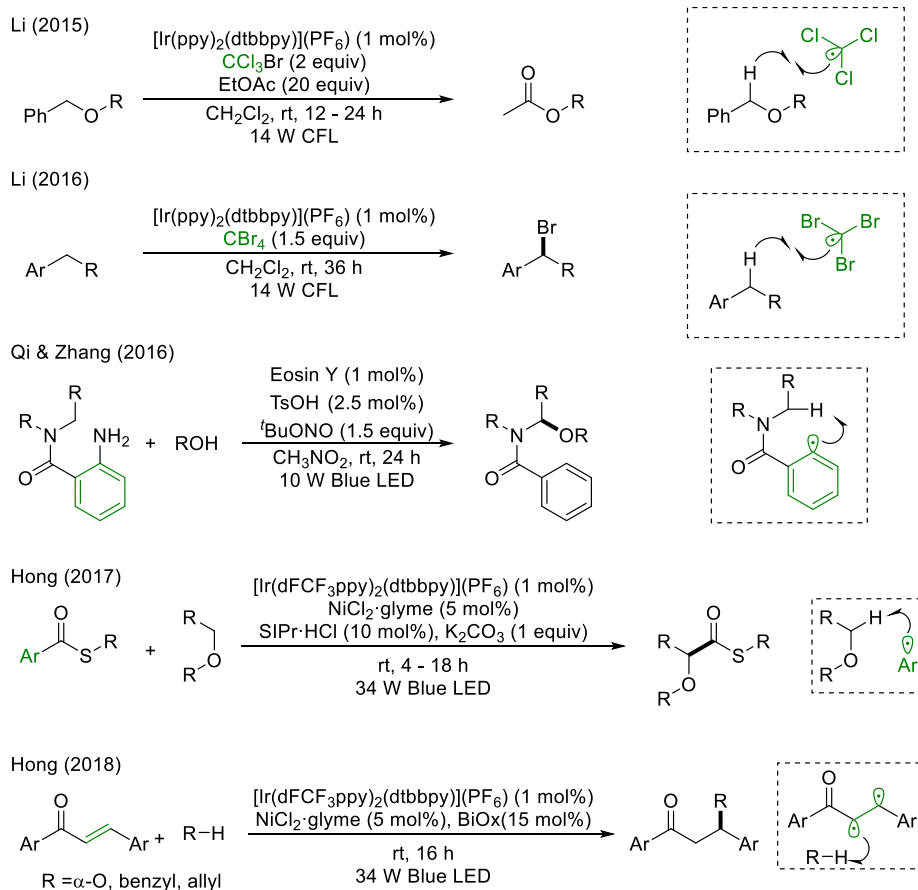 Li (2015)
[Ir(ppy)2(dtbbpy)](PF6) (1 mol%)
CCl3Br (2 equiv)
EtOAc (20 equiv)
CH2Cl2, rt, 12 - 24 h
14 W CFL
Ph O R
O
O R
H
Ph O R
Cl Cl
Cl
Li (2016)
[Ir(ppy)2(dtbbpy)](PF6) (1 mol%)
CBr4 (1.5 equiv)
CH2Cl2, rt, 36 h
14 W CFL
Ar R
Br
Ar R
H
Ar R
Br Br
Br
Qi & Zhang (2016)
Eosin Y (1 mol%)
TsOH (2.5 mol%)
tBuONO (1.5 equiv)
CH3NO2, rt, 24 h
10 W Blue LED
R
R N NH2
O
+ ROH
R
R N OR
O
R
R N H
O
Hong (2017)
[Ir(dFCF3ppy)2(dtbbpy)](PF6) (1 mol%)
NiCl2·glyme (5 mol%)
SIPr·HCl (10 mol%), K2CO3 (1 equiv)
rt, 4 - 18 h
34 W Blue LED
O
Ar S R
+
R
R O
R O
O S R
R
R H
O
R Ar
Hong (2018)
[Ir(dFCF3ppy)2(dtbbpy)](PF6) (1 mol%)
NiCl2·glyme (5 mol%), BiOx(15 mol%)
rt, 16 h
34 W Blue LED
O
Ar Ar
+ R-H
R =α-O, benzyl, allyl
O R
Ar Ar
O
Ar Ar
R-H